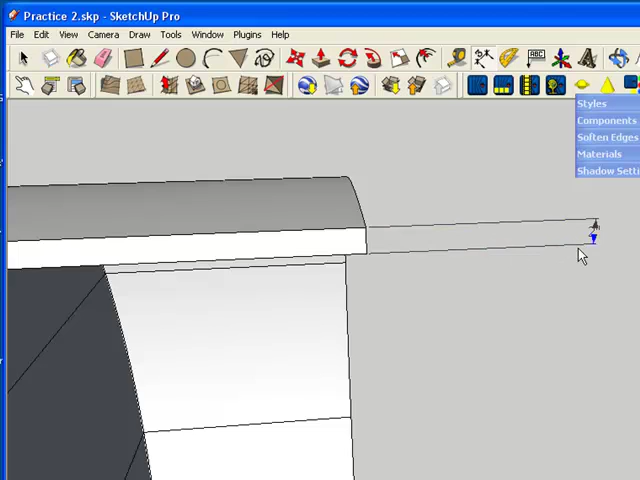 Practice 2.skp - SketchUp Pro
File Edit View Camera Draw Tools Window Plugins Help
ABC
Styles
Components
Soften Edges
Materials
Shadow Setti